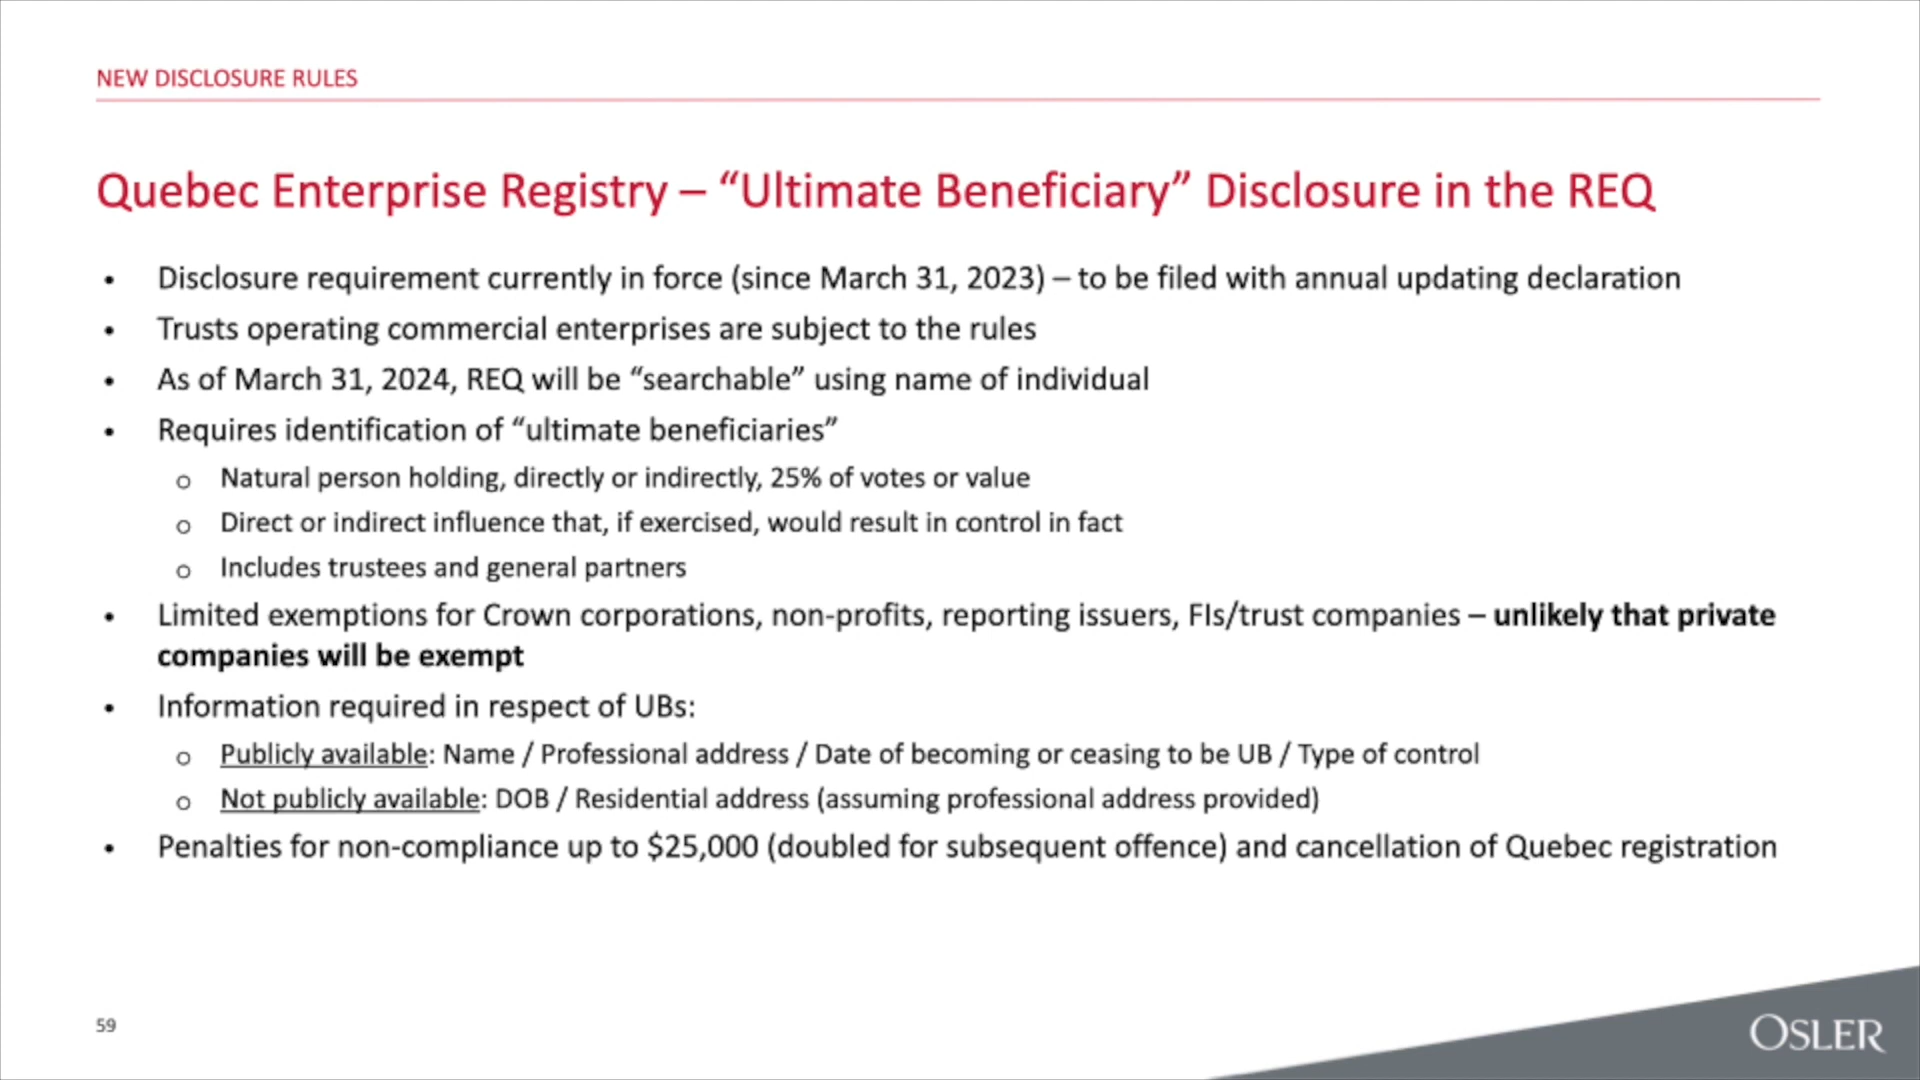 NEW DISCLOSURE RULES
Quebec Enterprise Registry – “Ultimate Beneficiary” Disclosure in the REQ
• Disclosure requirement currently in force (since March 31, 2023) – to be filed with annual updating declaration
• Trusts operating commercial enterprises are subject to the rules
• As of March 31, 2024, REQ will be “searchable” using name of individual
• Requires identification of “ultimate beneficiaries”
o Natural person holding, directly or indirectly, 25% of votes or value
o Direct or indirect influence that, if exercised, would result in control in fact
o Includes trustees and general partners
• Limited exemptions for Crown corporations, non-profits, reporting issuers, FIs/trust companies – unlikely that private
companies will be exempt
• Information required in respect of UBs:
o Publicly available: Name / Professional address / Date of becoming or ceasing to be UB / Type of control
o Not publicly available: DOB / Residential address (assuming professional address provided)
• Penalties for non-compliance up to $25,000 (doubled for subsequent offence) and cancellation of Quebec registration
59
OSLER